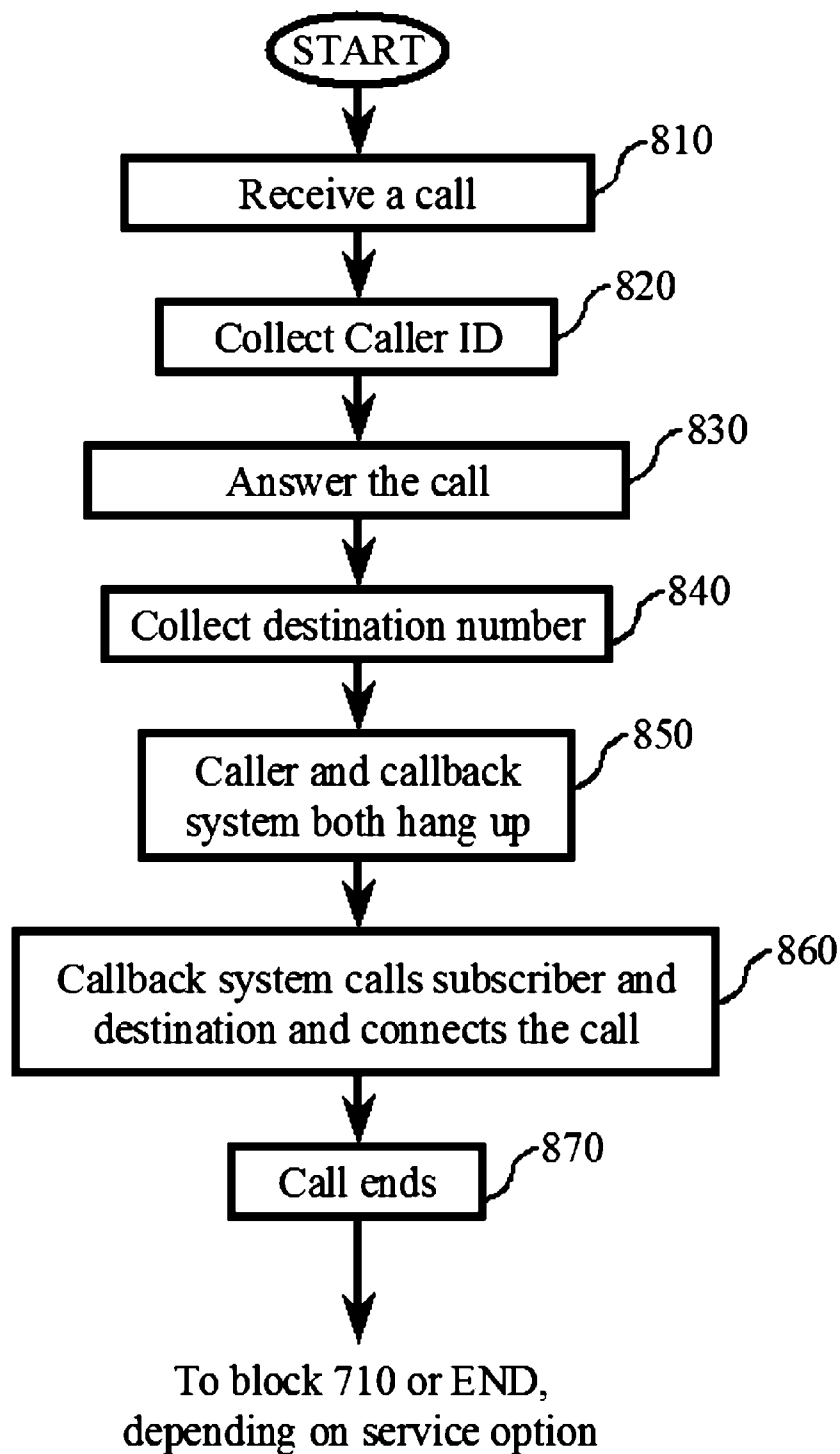 START
810
Receive a call
820
Collect Caller ID
830
Answer the call
840
Collect destination number
850
Caller and callback
system both hang up
860
Callback system calls subscriber and
destination and connects the call
870
Call ends
To block 710 or END,
depending on service option